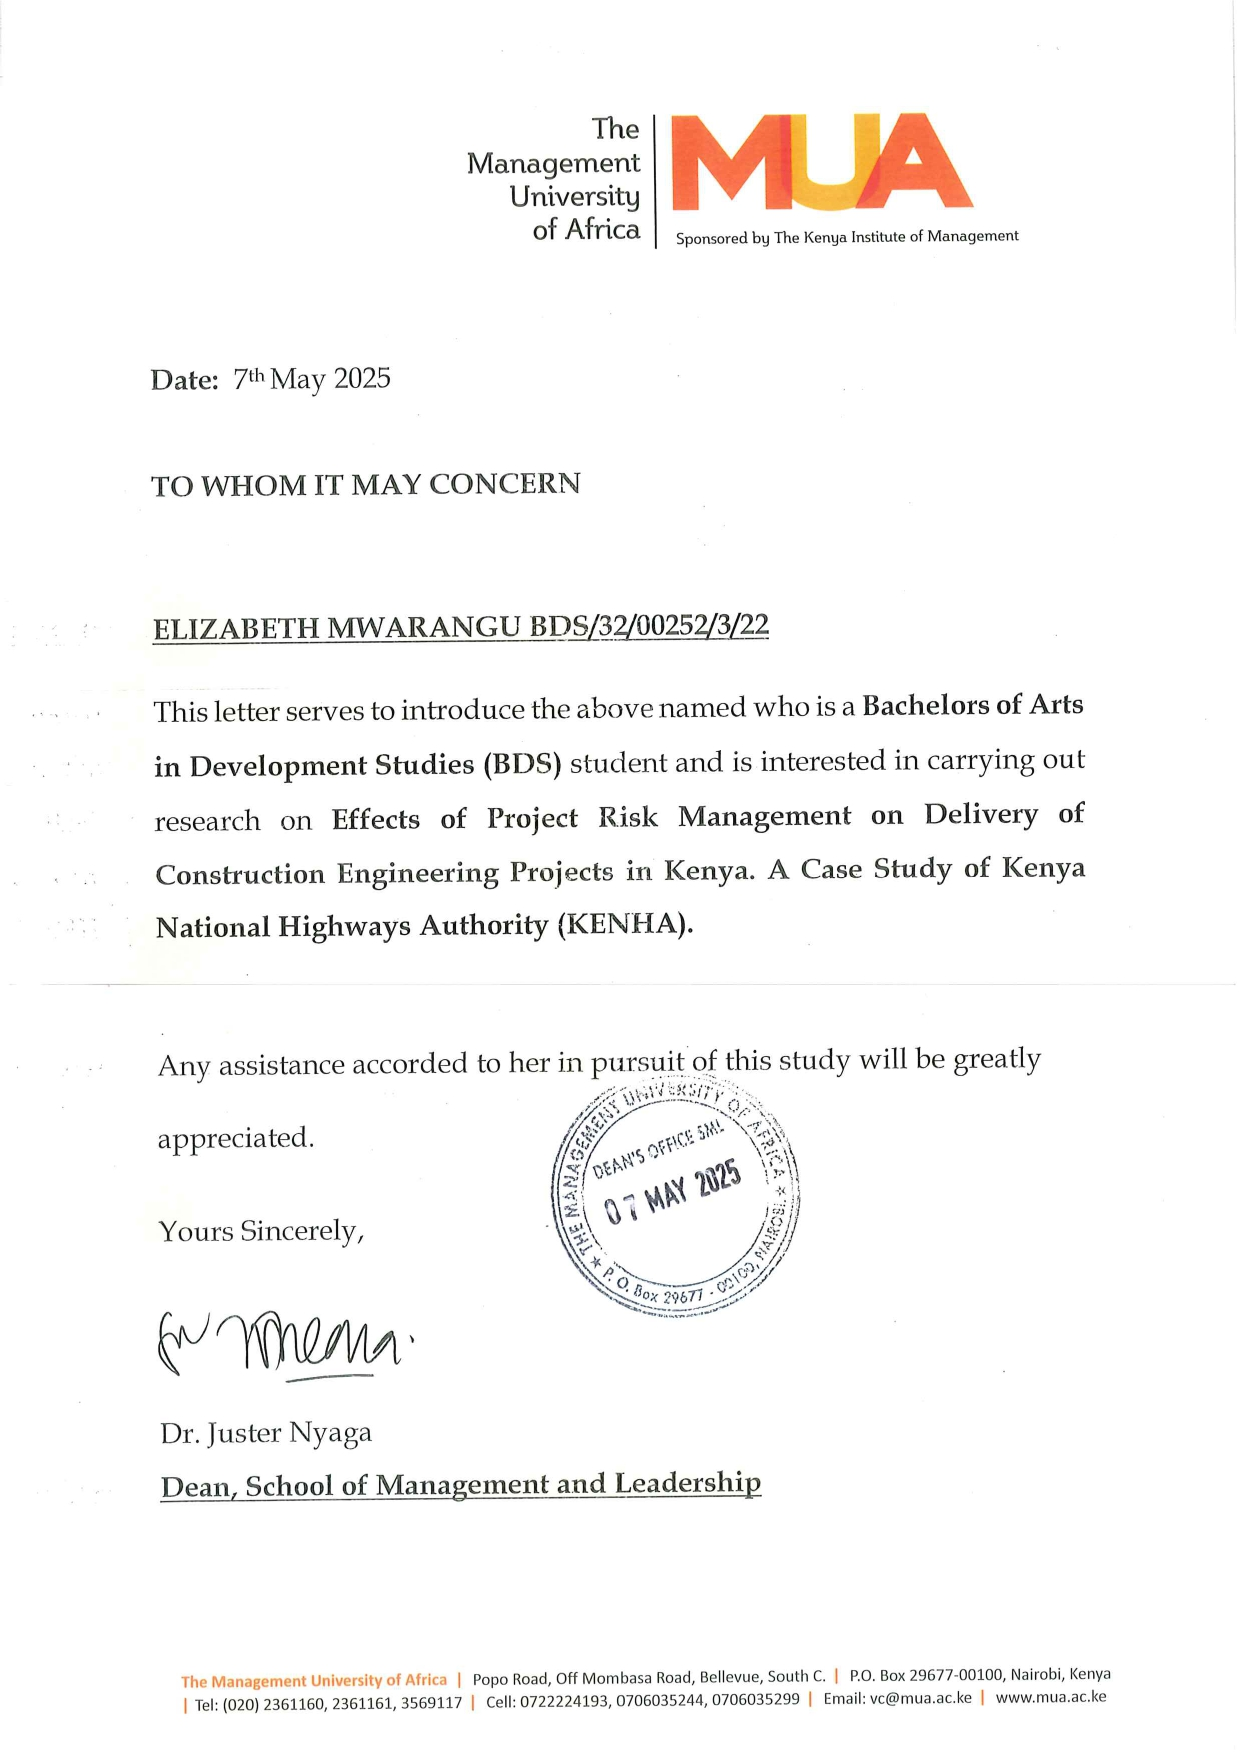 The
Management
University
of Africa
MUA
Sponsored by The Kenya Institute of Management
Date: 7th May 2025
TO WHOM IT MAY CONCERN
ELIZABETH MWARANGU BDS/32/00252/3/22
This letter serves to introduce the above named who is a Bachelors of Arts
in Development Studies (BDS) student and is interested in carrying out
research on Effects of Project Risk Management on Delivery of
Construction Engineering Projects in Kenya. A Case Study of Kenya
National Highways Authority (KENHA).
Any assistance accorded to her in pursuit of this study will be greatly
appreciated.
THE MANAGEMENT UNIVERSITY OF AFRICA
DEAN'S OFFICE SML
07 MAY 2025
P. O. Box 29677 - 00100, NAIROBI
Yours Sincerely,
for
Dr. Juster Nyaga
Dean, School of Management and Leadership
The Management University of Africa | Popo Road, Off Mombasa Road, Bellevue, South C. | P.O. Box 29677-00100, Nairobi, Kenya
| Tel: (020) 2361160, 2361161, 3569117 | Cell: 0722224193, 0706035244, 0706035299 | Email: vc@mua.ac.ke | www.mua.ac.ke